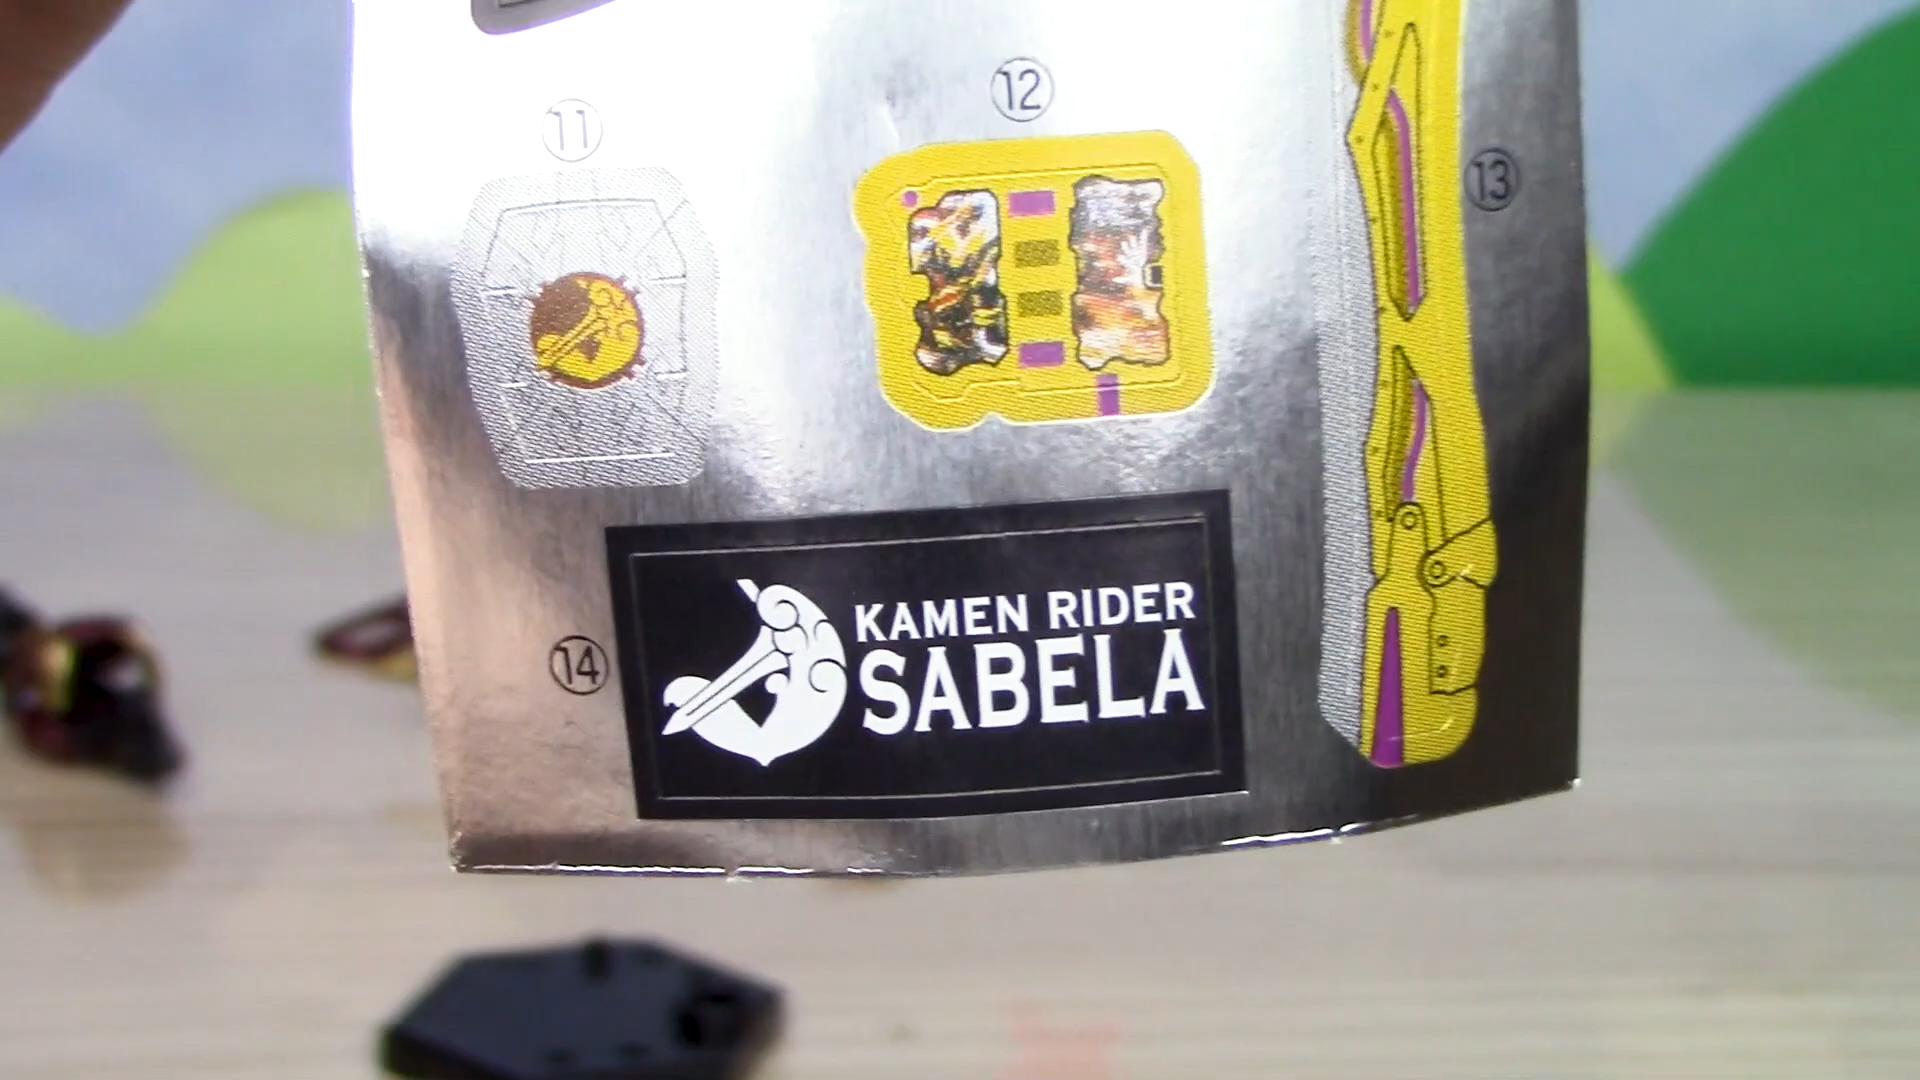 ⑪
⑫
⑬
⑭
KAMEN RIDER
SABELA